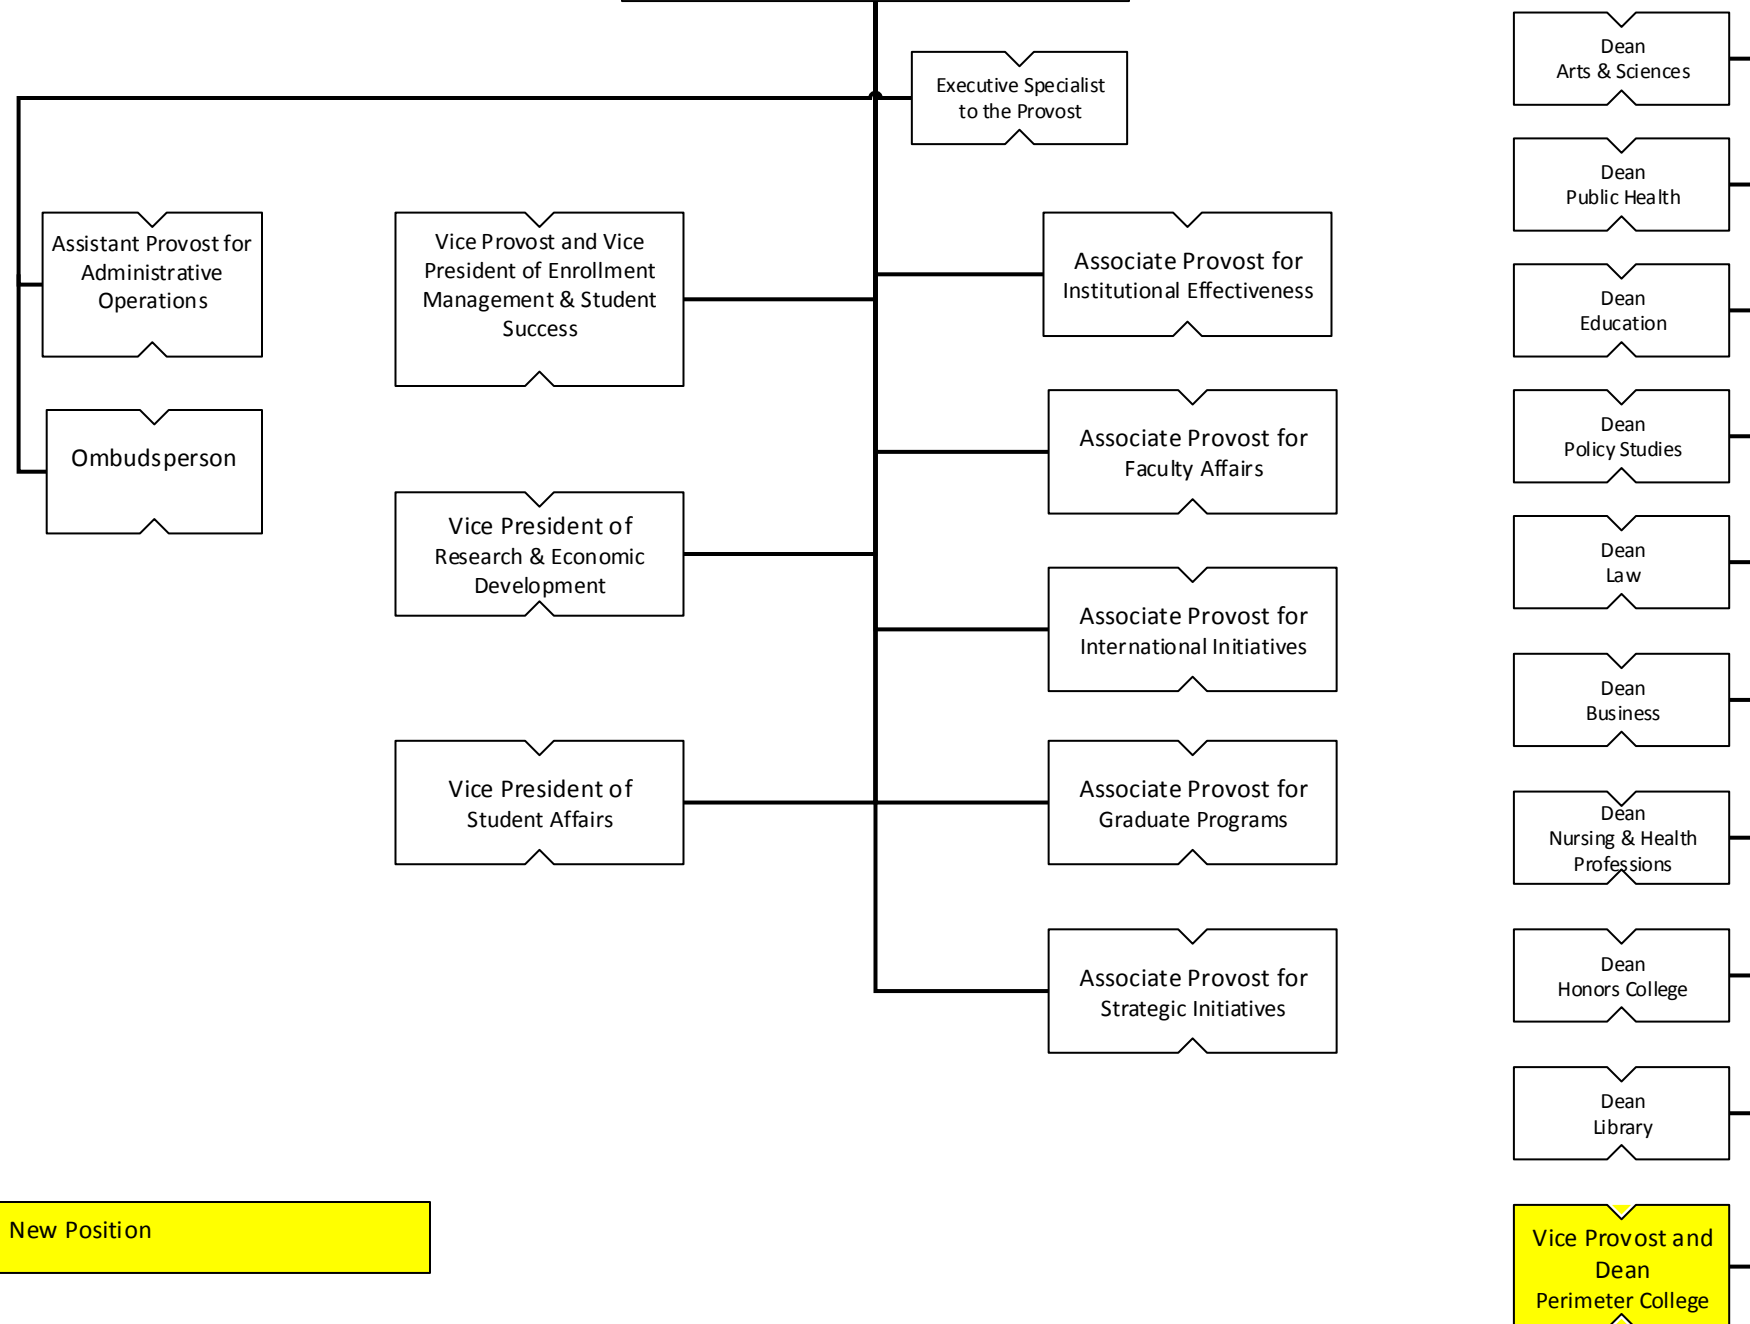 Executive Specialist
to the Provost
Assistant Provost for
Administrative
Operations
Ombudsperson
Vice Provost and Vice
President of Enrollment
Management & Student
Success
Vice President of
Research & Economic
Development
Vice President of
Student Affairs
Associate Provost for
Institutional Effectiveness
Associate Provost for
Faculty Affairs
Associate Provost for
International Initiatives
Associate Provost for
Graduate Programs
Associate Provost for
Strategic Initiatives
Dean
Arts & Sciences
Dean
Public Health
Dean
Education
Dean
Policy Studies
Dean
Law
Dean
Business
Dean
Nursing & Health
Professions
Dean
Honors College
Dean
Library
Vice Provost and
Dean
Perimeter College
New Position